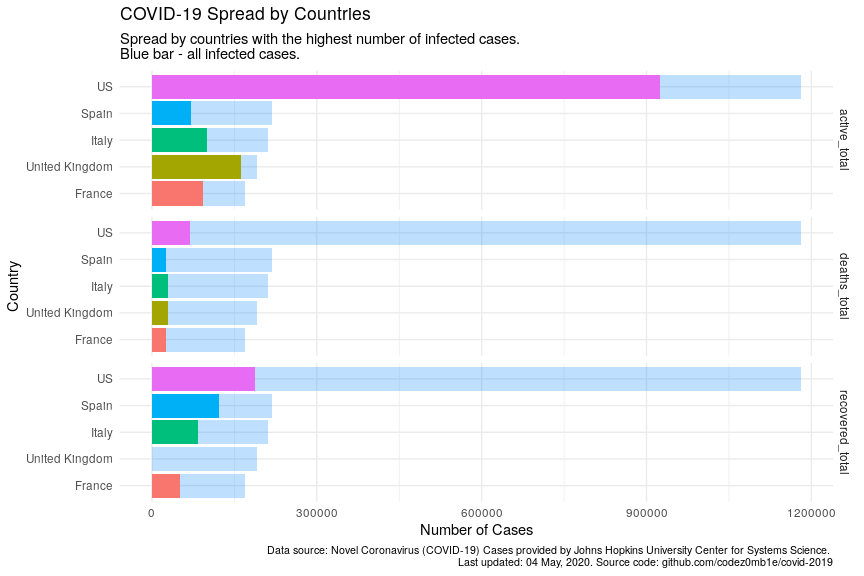 COVID-19 Spread by Countries
Spread by countries with the highest number of infected cases.
Blue bar - all infected cases.
US
Spain
Italy
United Kingdom
France
active_total
US
Spain
Italy
United Kingdom
France
deaths_total
US
Spain
Italy
United Kingdom
France
recovered_total
Country
0 300000 600000 900000 1200000
Number of Cases
Data source: Novel Coronavirus (COVID-19) Cases provided by Johns Hopkins University Center for Systems Science.
Last updated: 04 May, 2020. Source code: github.com/codez0mb1e/covid-2019